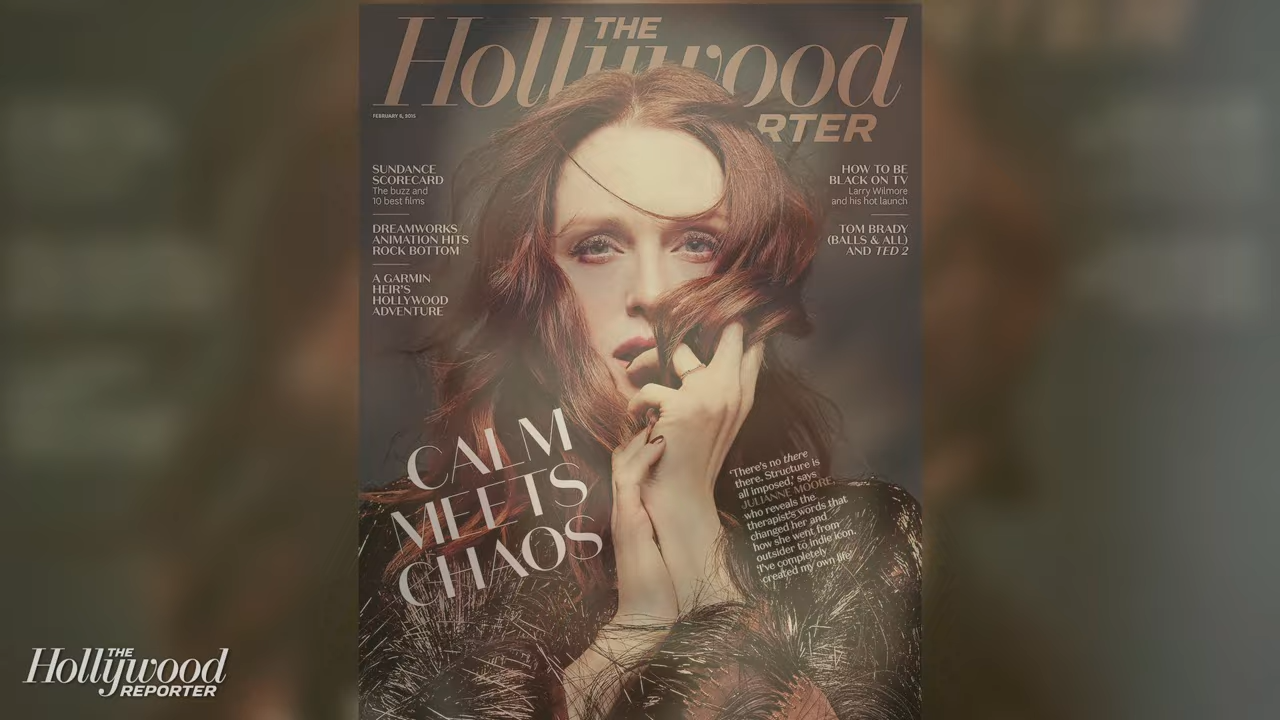 THE
Hollywood
RTER
FEBRUARY 6, 2015
SUNDANCE
SCORECARD
The buzz and
10 best films
DREAMWORKS
ANIMATION HITS
ROCK BOTTOM
A GARMIN
HEIR'S
HOLLYWOOD
ADVENTURE
HOW TO BE
BLACK ON TV
Larry Wilmore
and his hot launch
TOM BRADY
(BALLS & ALL)
AND TED 2
CALM
MEETS
CHAOS
'There's no there
there. Structure is
all imposed,' says
JULIANNE MOORE,
who reveals the
therapist's words that
changed her and
how she went from
outsider to indie icon.
'I've completely
created my own life'
THE
Hollywood
REPORTER